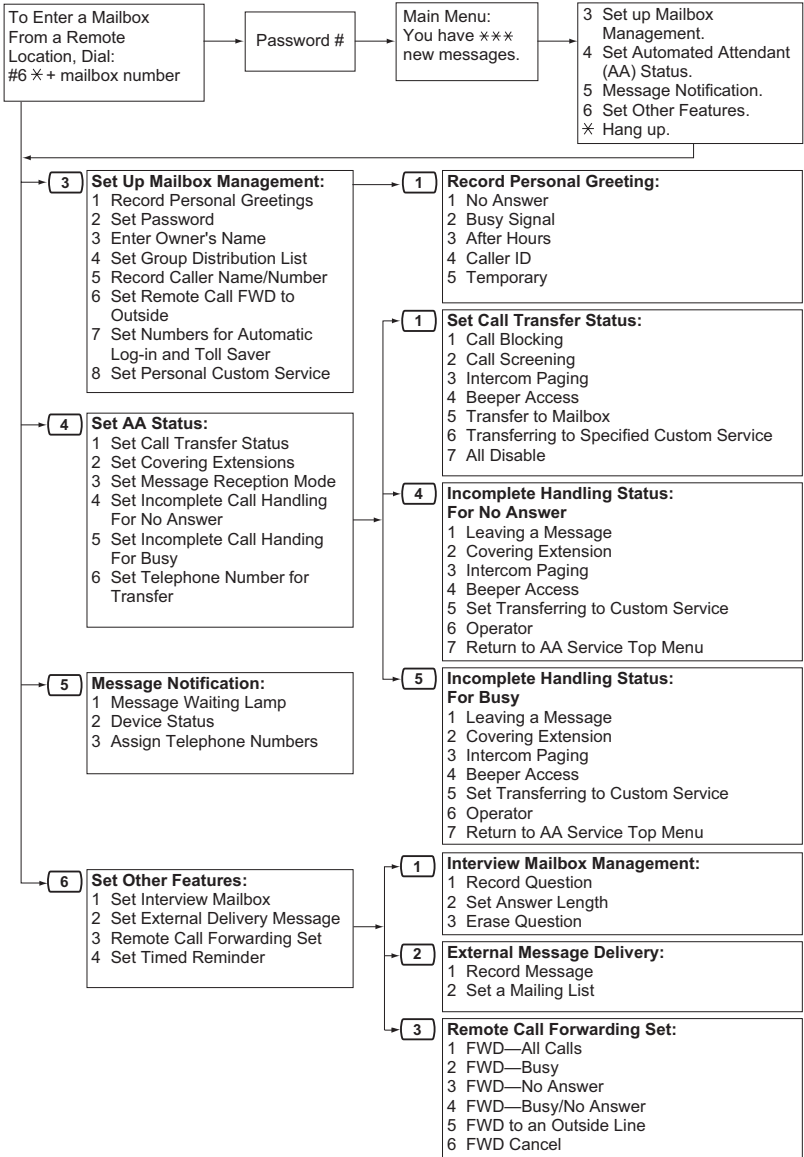 To Enter a Mailbox
From a Remote
Location, Dial:
#6 ✳ + mailbox number
Password #
Main Menu:
You have ✳✳✳
new messages.
3 Set up Mailbox
Management.
4 Set Automated Attendant
(AA) Status.
5 Message Notification.
6 Set Other Features.
✳ Hang up.
3
Set Up Mailbox Management:
1 Record Personal Greetings
2 Set Password
3 Enter Owner's Name
4 Set Group Distribution List
5 Record Caller Name/Number
6 Set Remote Call FWD to
Outside
7 Set Numbers for Automatic
Log-in and Toll Saver
8 Set Personal Custom Service
1
Record Personal Greeting:
1 No Answer
2 Busy Signal
3 After Hours
4 Caller ID
5 Temporary
4
Set AA Status:
1 Set Call Transfer Status
2 Set Covering Extensions
3 Set Message Reception Mode
4 Set Incomplete Call Handling
For No Answer
5 Set Incomplete Call Handing
For Busy
6 Set Telephone Number for
Transfer
1
Set Call Transfer Status:
1 Call Blocking
2 Call Screening
3 Intercom Paging
4 Beeper Access
5 Transfer to Mailbox
6 Transferring to Specified Custom Service
7 All Disable
4
Incomplete Handling Status:
For No Answer
1 Leaving a Message
2 Covering Extension
3 Intercom Paging
4 Beeper Access
5 Set Transferring to Custom Service
6 Operator
7 Return to AA Service Top Menu
5
Incomplete Handling Status:
For Busy
1 Leaving a Message
2 Covering Extension
3 Intercom Paging
4 Beeper Access
5 Set Transferring to Custom Service
6 Operator
7 Return to AA Service Top Menu
5
Message Notification:
1 Message Waiting Lamp
2 Device Status
3 Assign Telephone Numbers
6
Set Other Features:
1 Set Interview Mailbox
2 Set External Delivery Message
3 Remote Call Forwarding Set
4 Set Timed Reminder
1
Interview Mailbox Management:
1 Record Question
2 Set Answer Length
3 Erase Question
2
External Message Delivery:
1 Record Message
2 Set a Mailing List
3
Remote Call Forwarding Set:
1 FWD—All Calls
2 FWD—Busy
3 FWD—No Answer
4 FWD—Busy/No Answer
5 FWD to an Outside Line
6 FWD Cancel